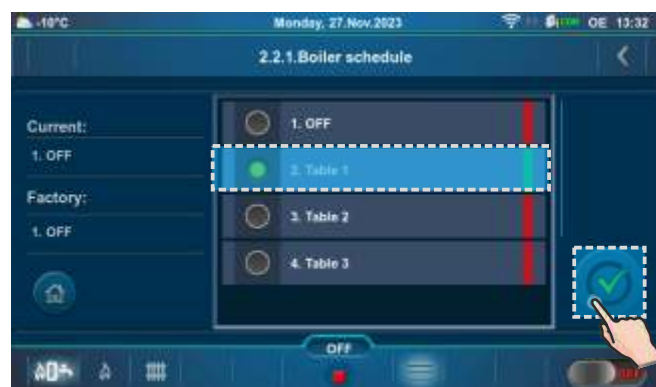 -10°C Monday, 27.Nov.2023 OE 13:32
2.2.1.Boiler schedule
Current:
1. OFF
Factory:
1. OFF
1. OFF
2. Table 1
3. Table 2
4. Table 3
OFF
OFF